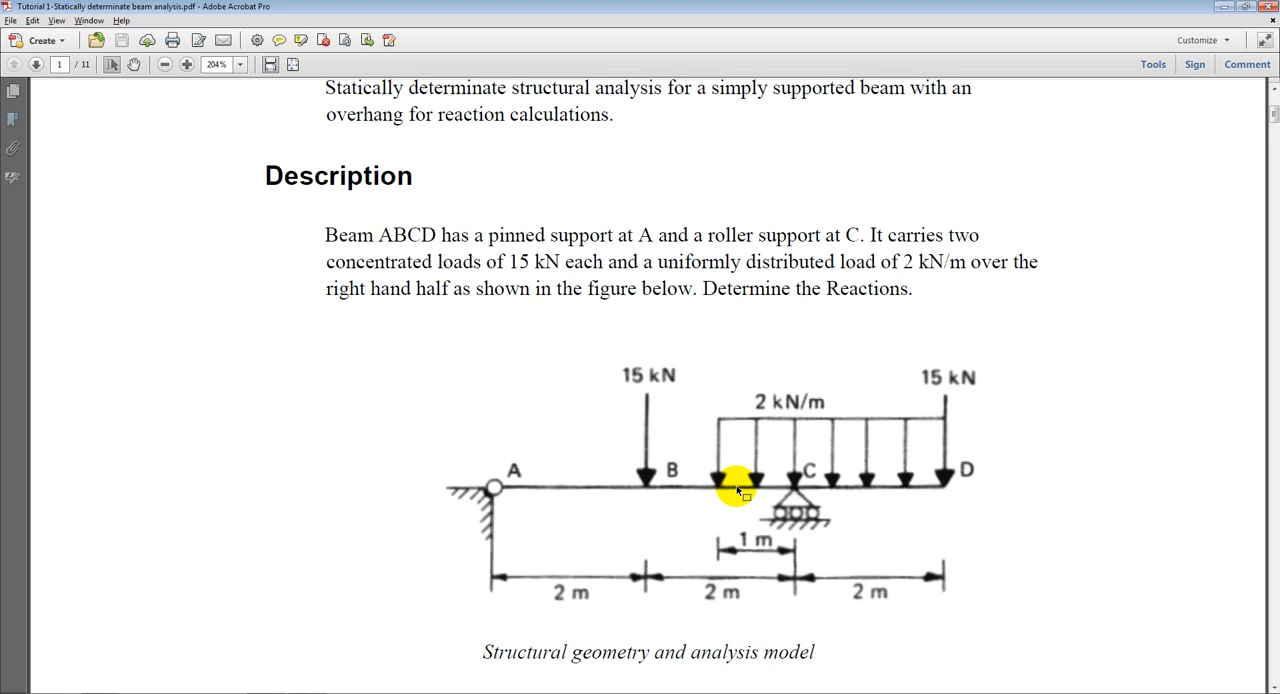 Tutorial 1-Statically determinate beam analysis.pdf - Adobe Acrobat Pro
File Edit View Window Help
Create
Customize
1 / 11
204%
Tools Sign Comment
Statically determinate structural analysis for a simply supported beam with an
overhang for reaction calculations.
Description
Beam ABCD has a pinned support at A and a roller support at C. It carries two
concentrated loads of 15 kN each and a uniformly distributed load of 2 kN/m over the
right hand half as shown in the figure below. Determine the Reactions.
15 kN
15 kN
2 kN/m
A
B
C
D
1 m
2 m
2 m
2 m
Structural geometry and analysis model